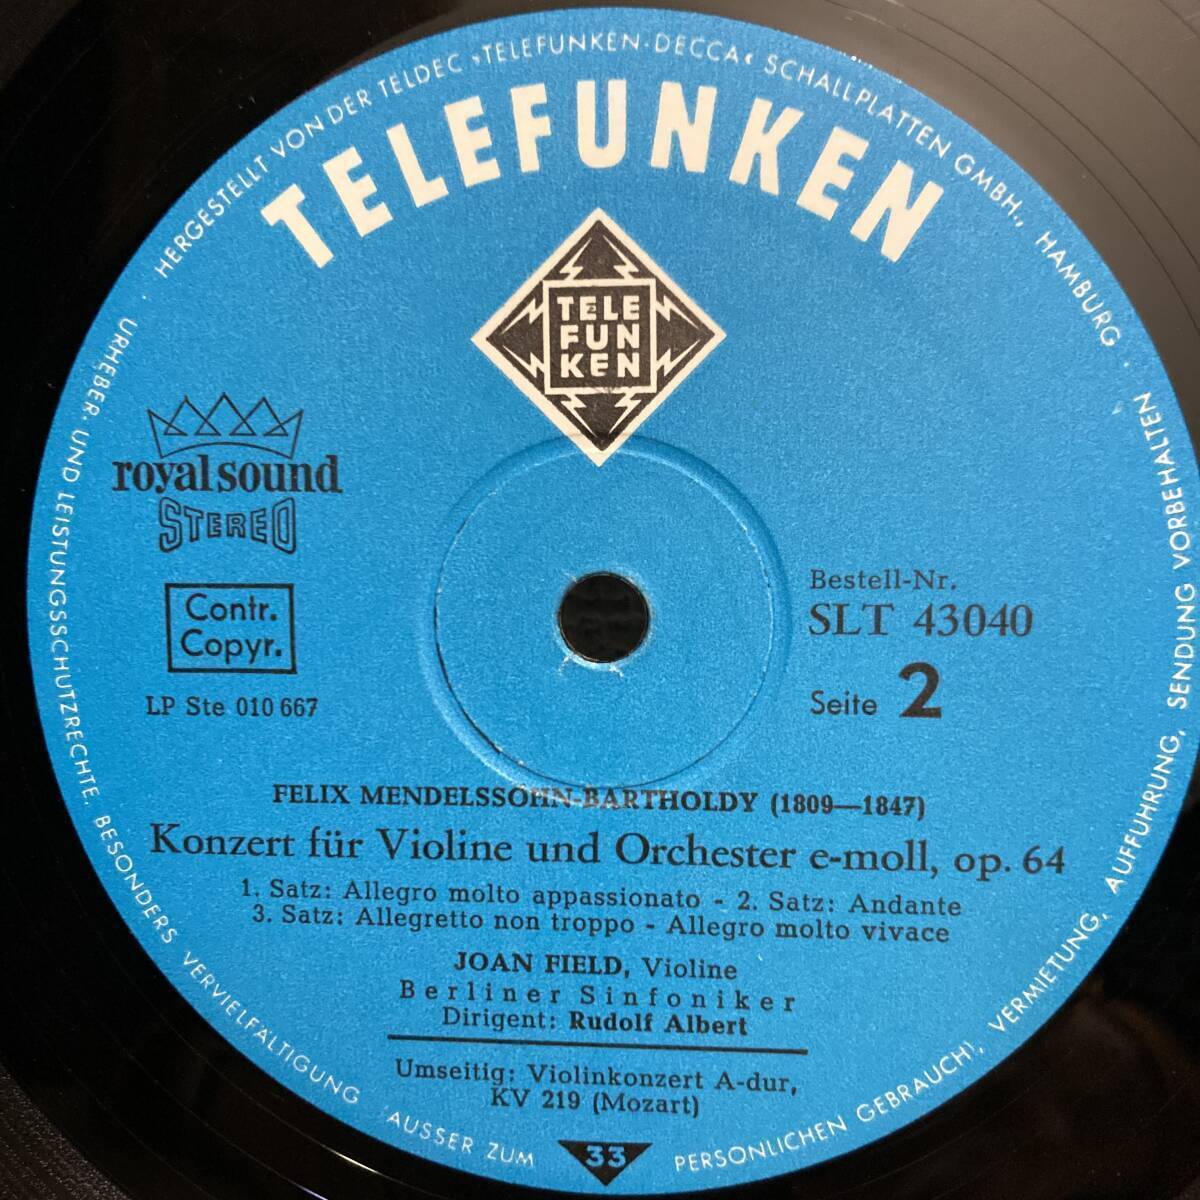 HERGESTELLT VON DER TELDEC »TELEFUNKEN-DECCA« SCHALLPLATTEN GMBH., HAMBURG ·
TELEFUNKEN
TELE
FUN
KEN
royal sound
STEREO
Contr.
Copyr.
LP Ste 010 667
Bestell-Nr.
SLT 43040
Seite 2
FELIX MENDELSSOHN-BARTHOLDY (1809—1847)
Konzert für Violine und Orchester e-moll, op. 64
1. Satz: Allegro molto appassionato - 2. Satz: Andante
3. Satz: Allegretto non troppo - Allegro molto vivace
JOAN FIELD, Violine
Berliner Sinfoniker
Dirigent: Rudolf Albert
Umseitig: Violinkonzert A-dur,
KV 219 (Mozart)
33
URHEBER- UND LEISTUNGSSCHUTZRECHTE, BESONDERS VERVIELFÄLTIGUNG (AUSSER ZUM PERSÖNLICHEN GEBRAUCH), VERMIETUNG, AUFFÜHRUNG, SENDUNG VORBEHALTEN